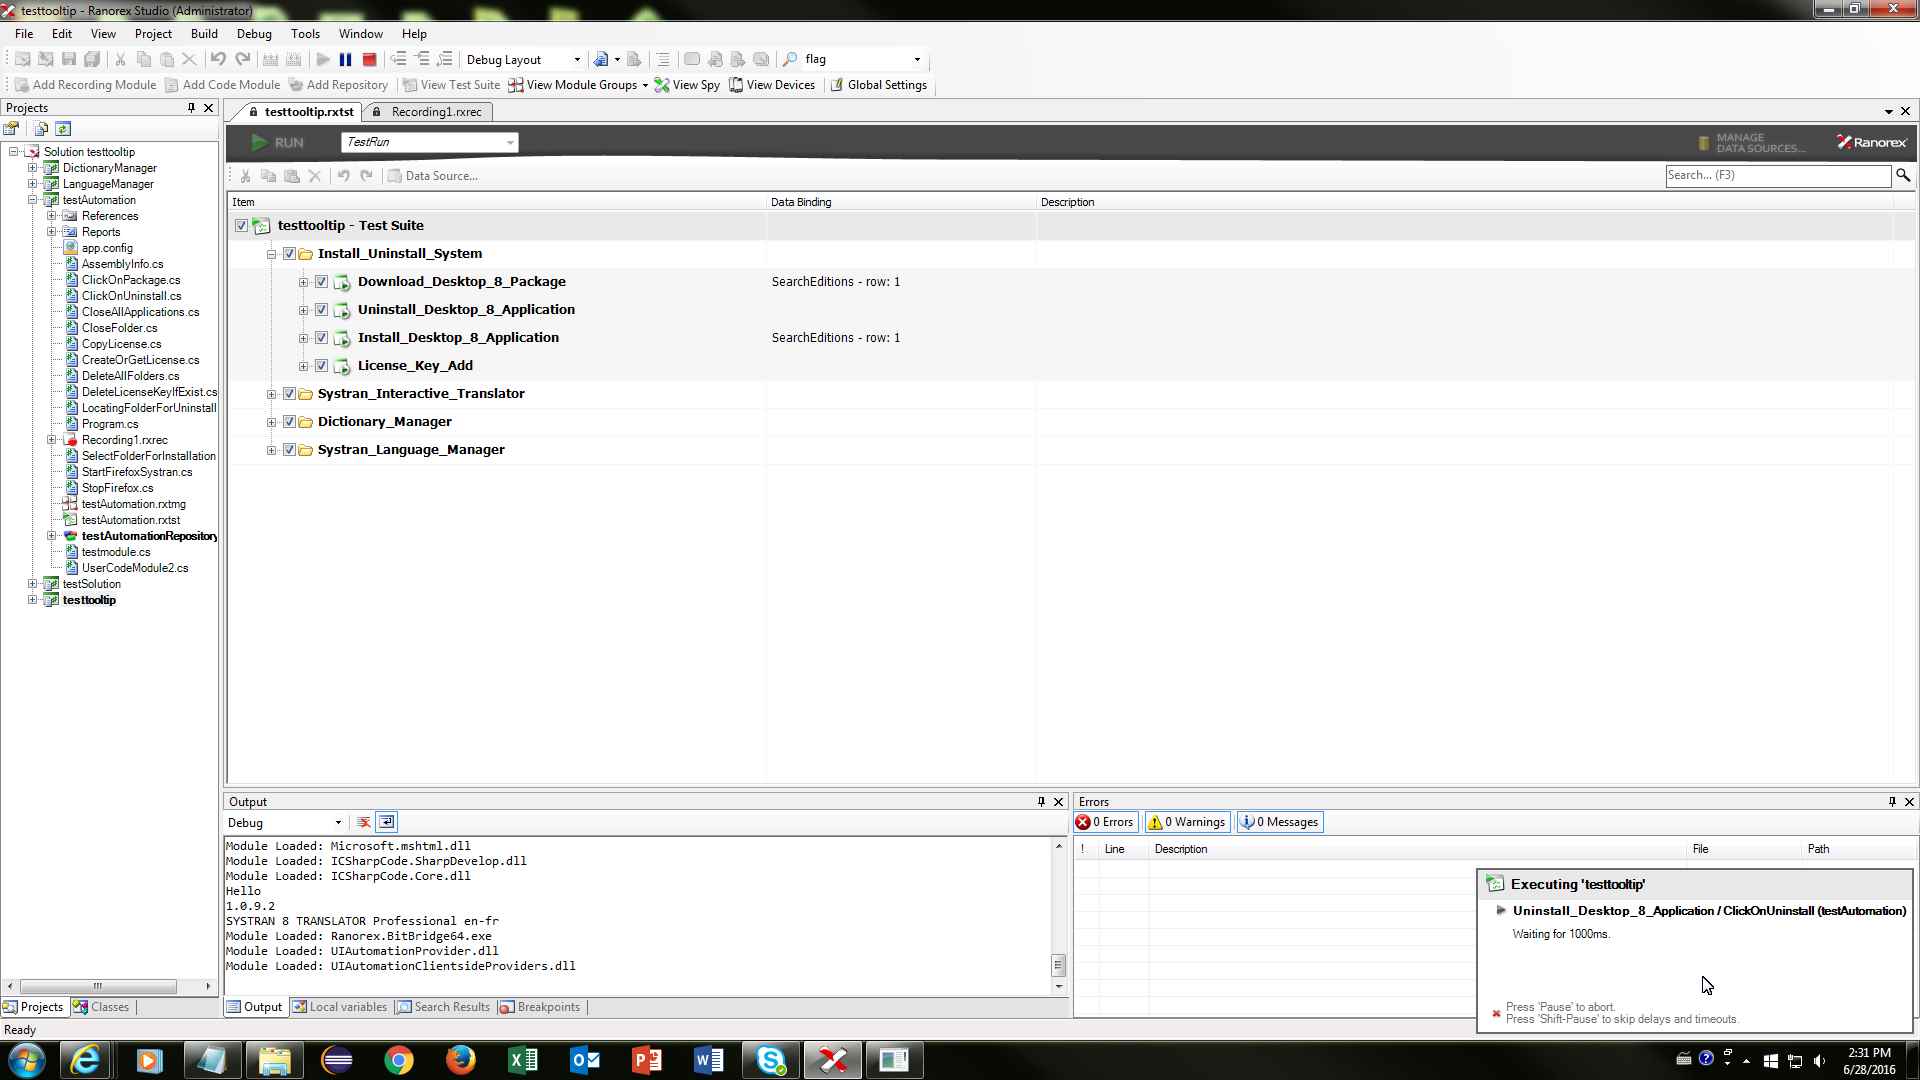 testtooltip - Ranorex Studio (Administrator)
File Edit View Project Build Debug Tools Window Help
Debug Layout flag
Add Recording Module Add Code Module Add Repository View Test Suite View Module Groups View Spy View Devices Global Settings
Projects
Solution testtooltip
DictionaryManager
LanguageManager
testAutomation
References
Reports
app.config
AssemblyInfo.cs
ClickOnPackage.cs
ClickOnUninstall.cs
CloseAllApplications.cs
CloseFolder.cs
CopyLicense.cs
CreateOrGetLicense.cs
DeleteAllFolders.cs
DeleteLicenseKeyIfExist.cs
LocatingFolderForUninstall
Program.cs
Recording1.rxrec
SelectFolderForInstallation
StartFirefoxSystran.cs
StopFirefox.cs
testAutomation.rxtmg
testAutomation.rxtst
testAutomationRepository
testmodule.cs
UserCodeModule2.cs
testSolution
testtooltip
Projects Classes
testtooltip.rxtst Recording1.rxrec
RUN TestRun MANAGE
DATA SOURCES... Ranorex
Data Source... Search... (F3)
Item Data Binding Description
testtooltip - Test Suite
Install_Uninstall_System
Download_Desktop_8_Package SearchEditions - row: 1
Uninstall_Desktop_8_Application
Install_Desktop_8_Application SearchEditions - row: 1
License_Key_Add
Systran_Interactive_Translator
Dictionary_Manager
Systran_Language_Manager
Output
Debug
Module Loaded: Microsoft.mshtml.dll
Module Loaded: ICSharpCode.SharpDevelop.dll
Module Loaded: ICSharpCode.Core.dll
Hello
1.0.9.2
SYSTRAN 8 TRANSLATOR Professional en-fr
Module Loaded: Ranorex.BitBridge64.exe
Module Loaded: UIAutomationProvider.dll
Module Loaded: UIAutomationClientsideProviders.dll
Output Local variables Search Results Breakpoints
Errors
0 Errors 0 Warnings 0 Messages
! Line Description File Path
Executing 'testtooltip'
Uninstall_Desktop_8_Application / ClickOnUninstall (testAutomation)
Waiting for 1000ms.
Press 'Pause' to abort.
Press 'Shift-Pause' to skip delays and timeouts.
Ready
2:31 PM
6/28/2016